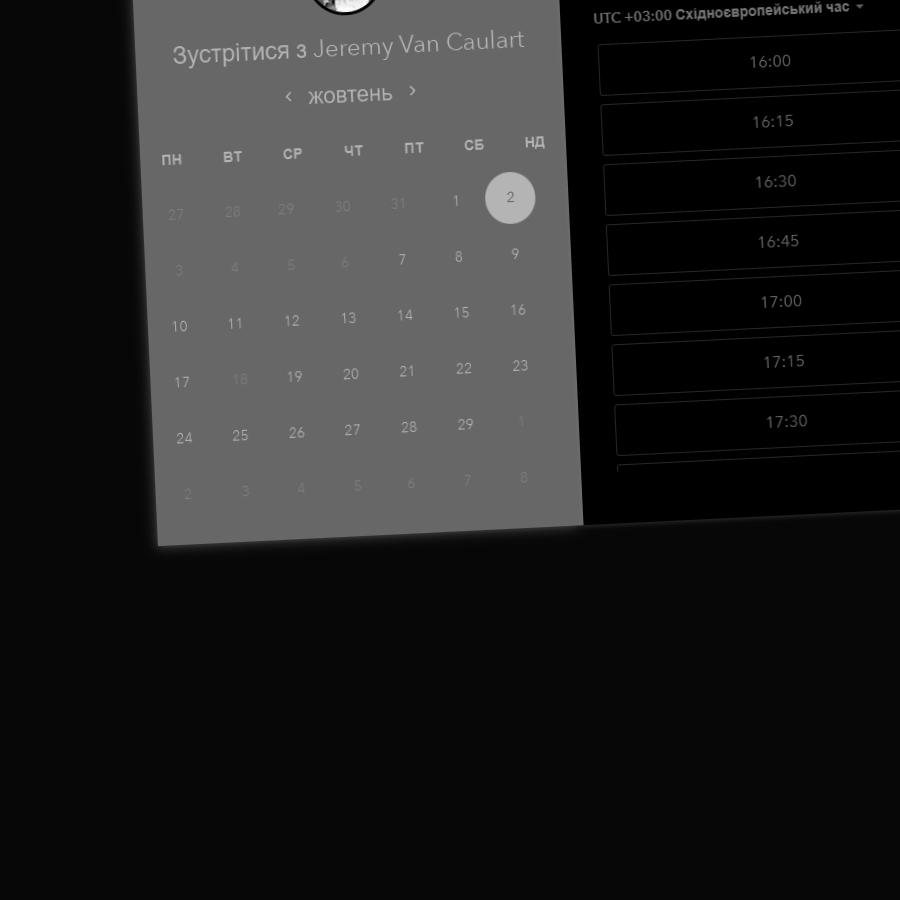 Зустрітися з Jeremy Van Caulart
‹ жовтень ›
ПН ВТ СР ЧТ ПТ СБ НД
27 28 29 30 31 1 2
3 4 5 6 7 8 9
10 11 12 13 14 15 16
17 18 19 20 21 22 23
24 25 26 27 28 29 1
2 3 4 5 6 7 8
UTC +03:00 Східноєвропейський час
16:00
16:15
16:30
16:45
17:00
17:15
17:30